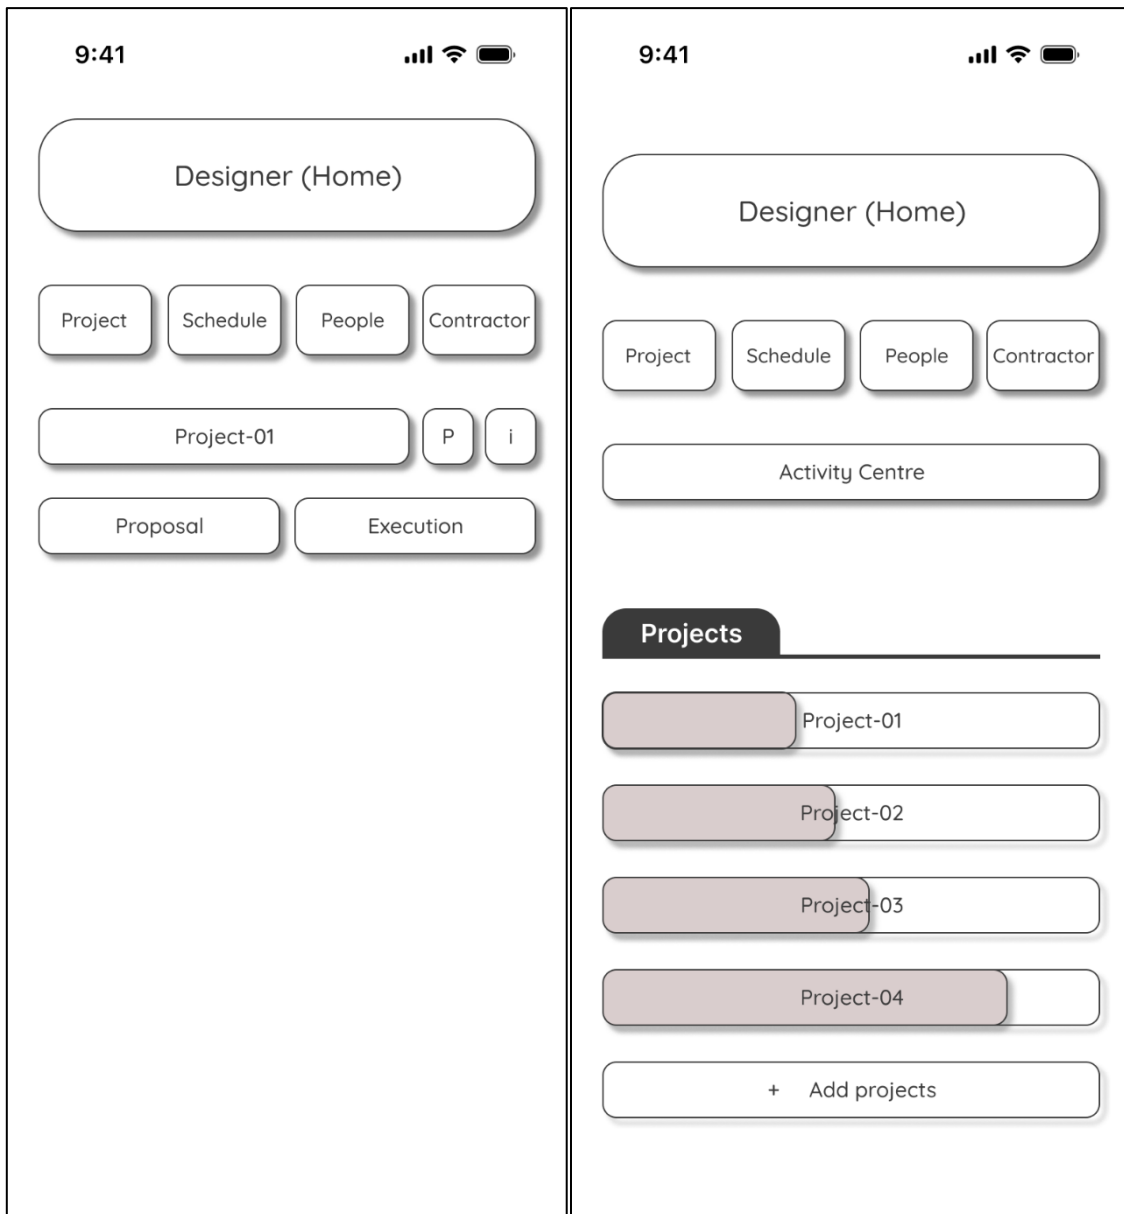 9:41
Designer (Home)
Project Schedule People Contractor
Project-01 P i
Proposal Execution
9:41
Designer (Home)
Project Schedule People Contractor
Activity Centre
Projects
Project-01
Project-02
Project-03
Project-04
+ Add projects